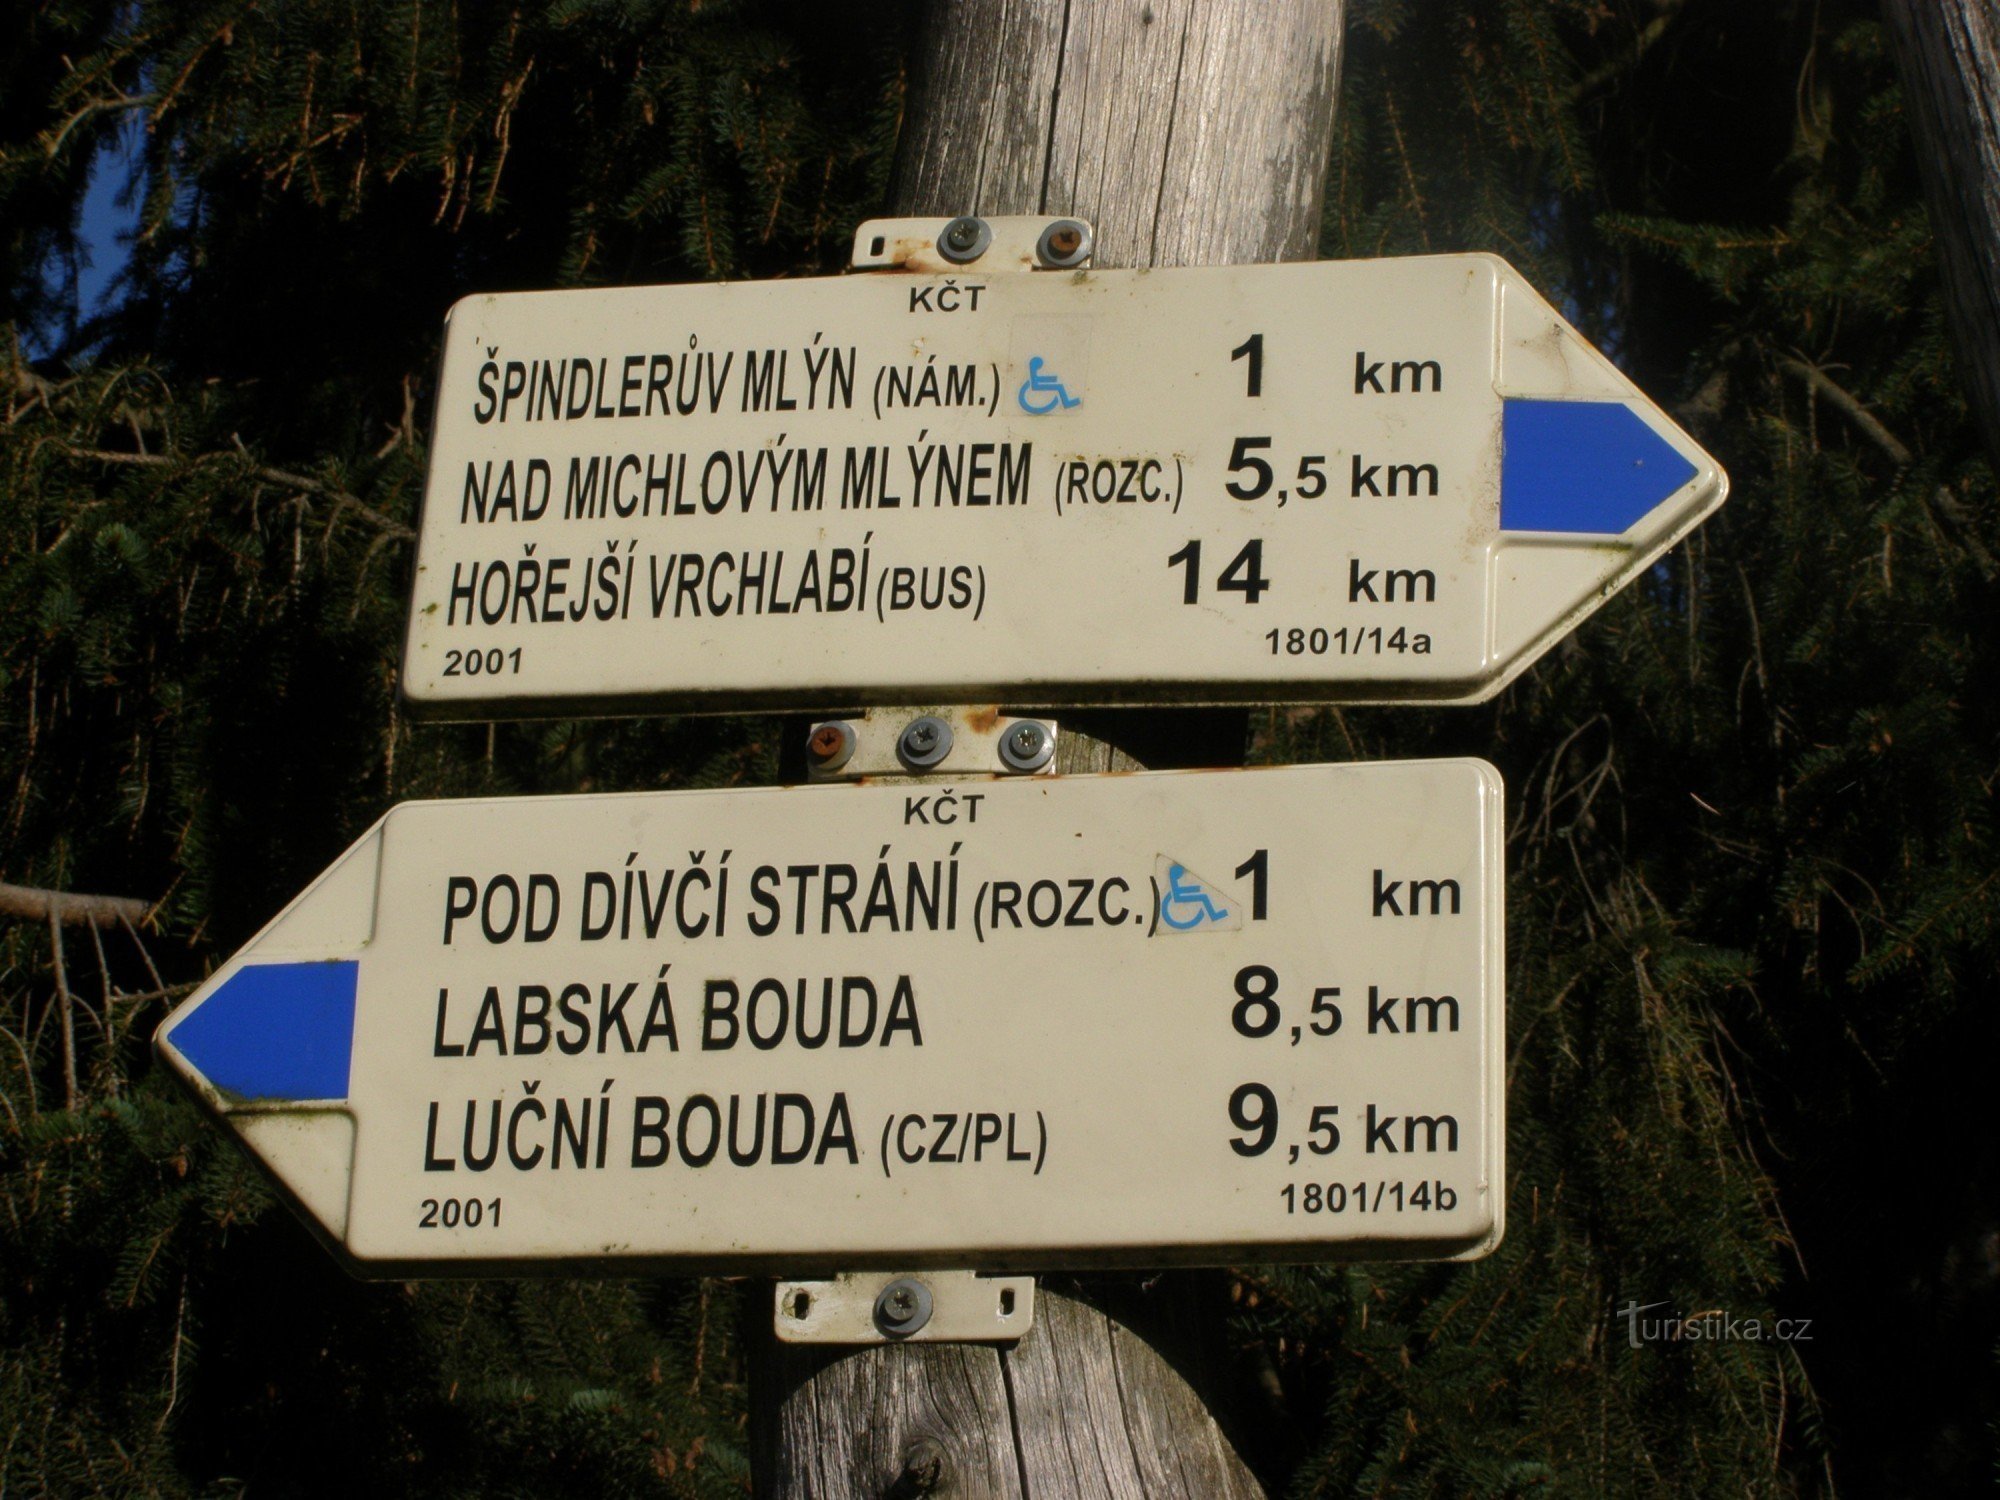 KČT
ŠPINDLERŮV MLÝN (NÁM.) 1 km
NAD MICHLOVÝM MLÝNEM (ROZC.) 5,5 km
HOŘEJŠÍ VRCHLABÍ (BUS) 14 km
2001 1801/14a
KČT
POD DÍVČÍ STRÁNÍ (ROZC.) 1 km
LABSKÁ BOUDA 8,5 km
LUČNÍ BOUDA (CZ/PL) 9,5 km
2001 1801/14b
Turistika.cz